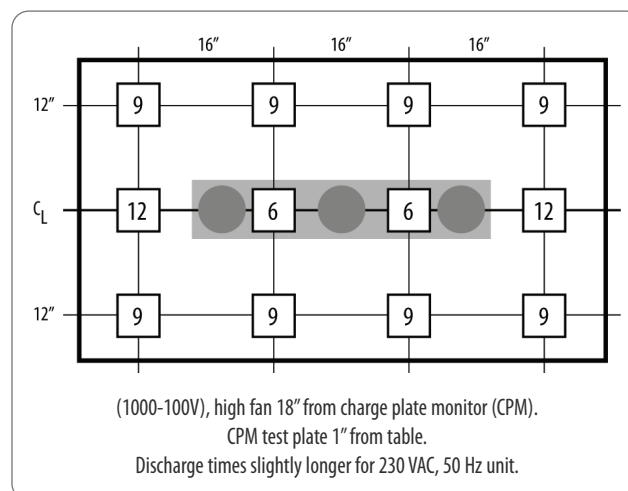 16” 16” 16”
12” 9 9 9 9
CL 12 6 6 12
12” 9 9 9 9
(1000-100V), high fan 18” from charge plate monitor (CPM).
CPM test plate 1” from table.
Discharge times slightly longer for 230 VAC, 50 Hz unit.